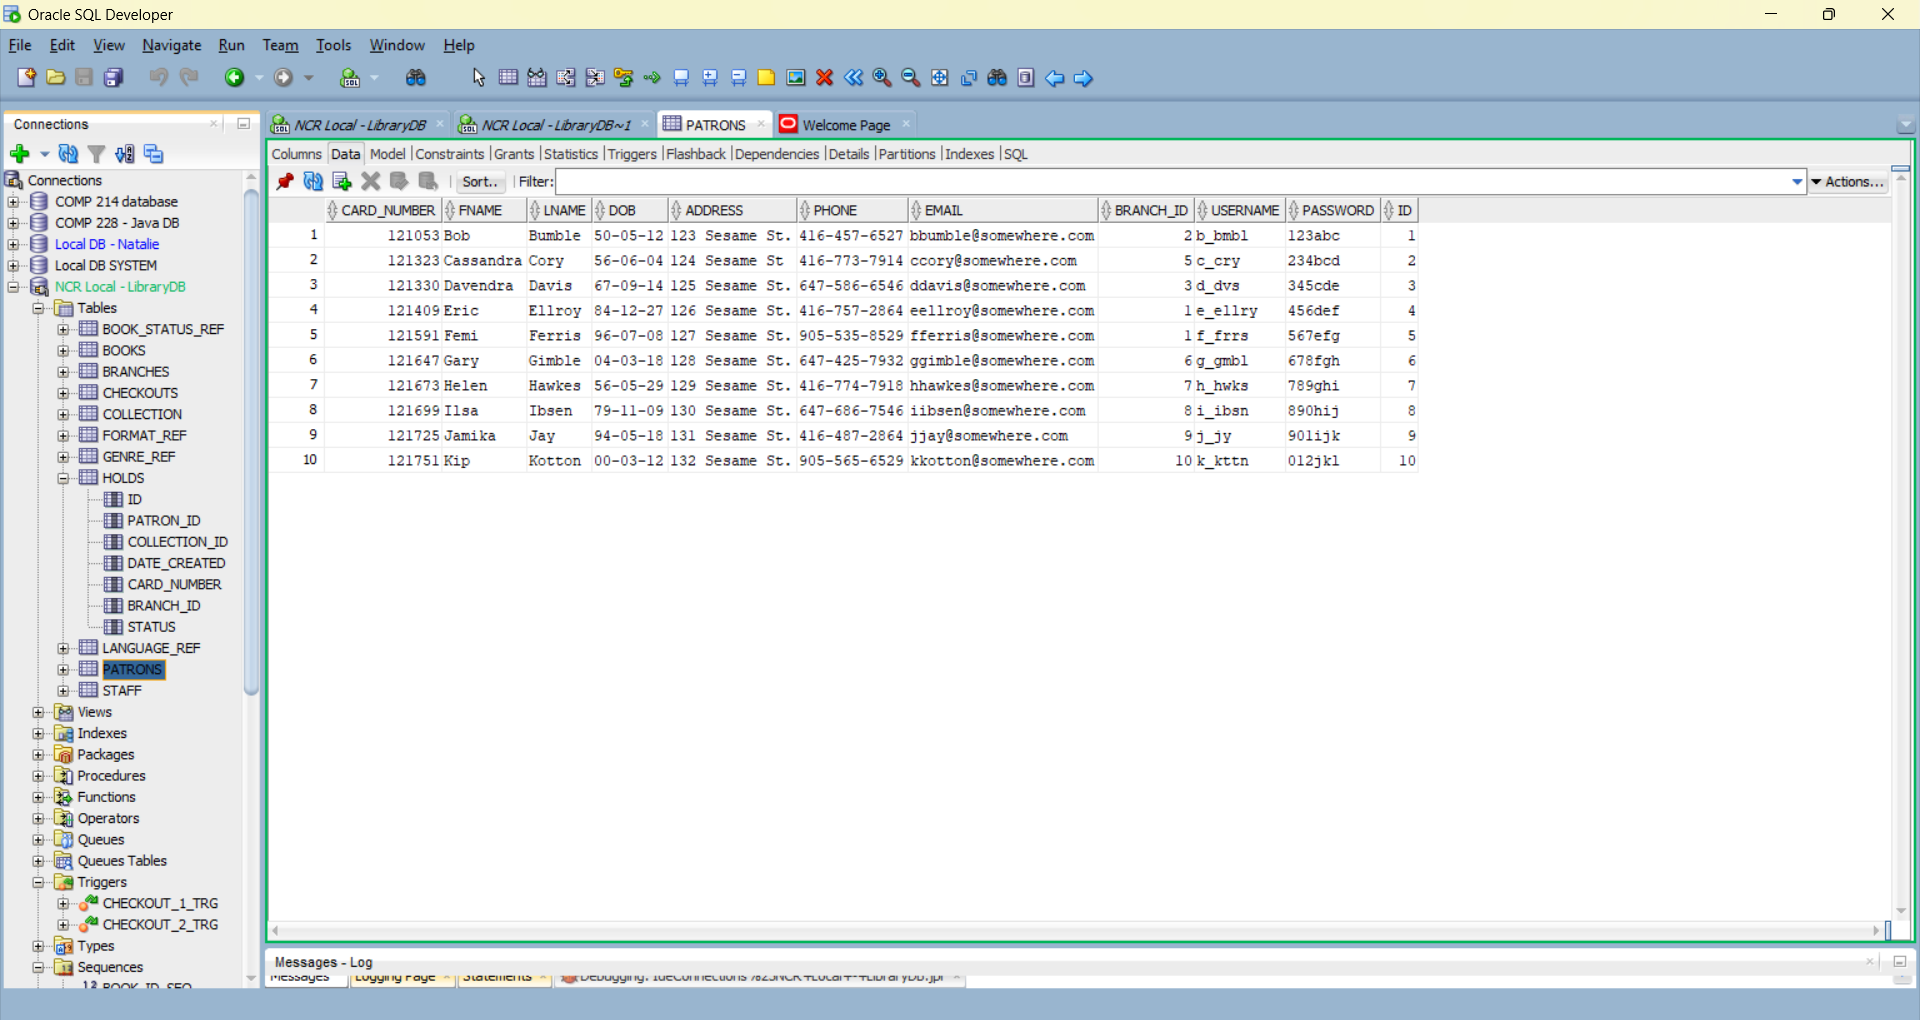 Oracle SQL Developer
File Edit View Navigate Run Team Tools Window Help
Connections
NCR Local - LibraryDB NCR Local - LibraryDB~1 PATRONS Welcome Page
Columns Data Model Constraints Grants Statistics Triggers Flashback Dependencies Details Partitions Indexes SQL
Sort.. Filter: Actions...
Connections
COMP 214 database
COMP 228 - Java DB
Local DB - Natalie
Local DB SYSTEM
NCR Local - LibraryDB
Tables
BOOK_STATUS_REF
BOOKS
BRANCHES
CHECKOUTS
COLLECTION
FORMAT_REF
GENRE_REF
HOLDS
ID
PATRON_ID
COLLECTION_ID
DATE_CREATED
CARD_NUMBER
BRANCH_ID
STATUS
LANGUAGE_REF
PATRONS
STAFF
Views
Indexes
Packages
Procedures
Functions
Operators
Queues
Queues Tables
Triggers
CHECKOUT_1_TRG
CHECKOUT_2_TRG
Types
Sequences
BOOK_ID_SEQ
CARD_NUMBER FNAME LNAME DOB ADDRESS PHONE EMAIL BRANCH_ID USERNAME PASSWORD ID
1 121053 Bob Bumble 50-05-12 123 Sesame St. 416-457-6527 bbumble@somewhere.com 2 b_bmbl 123abc 1
2 121323 Cassandra Cory 56-06-04 124 Sesame St 416-773-7914 ccory@somewhere.com 5 c_cry 234bcd 2
3 121330 Davendra Davis 67-09-14 125 Sesame St. 647-586-6546 ddavis@somewhere.com 3 d_dvs 345cde 3
4 121409 Eric Ellroy 84-12-27 126 Sesame St. 416-757-2864 eellroy@somewhere.com 1 e_ellry 456def 4
5 121591 Femi Ferris 96-07-08 127 Sesame St. 905-535-8529 fferris@somewhere.com 1 f_frrs 567efg 5
6 121647 Gary Gimble 04-03-18 128 Sesame St. 647-425-7932 ggimble@somewhere.com 6 g_gmbl 678fgh 6
7 121673 Helen Hawkes 56-05-29 129 Sesame St. 416-774-7918 hhawkes@somewhere.com 7 h_hwks 789ghi 7
8 121699 Ilsa Ibsen 79-11-09 130 Sesame St. 647-686-7546 iibsen@somewhere.com 8 i_ibsn 890hij 8
9 121725 Jamika Jay 94-05-18 131 Sesame St. 416-487-2864 jjay@somewhere.com 9 j_jy 901ijk 9
10 121751 Kip Kotton 00-03-12 132 Sesame St. 905-565-6529 kkotton@somewhere.com 10 k_kttn 012jkl 10
Messages - Log
Messages Logging Page Statements Debugging: IdeConnections%23NCR+Local+-+LibraryDB.jpr